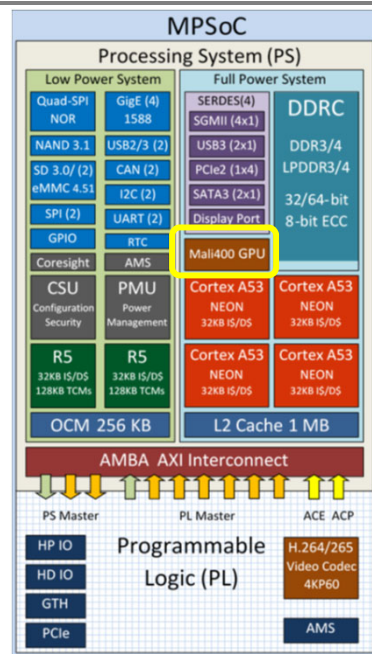 MPSoC
Processing System (PS)
Low Power System
Full Power System
Quad-SPI
NOR
GigE (4)
1588
NAND 3.1
USB2/3 (2)
SD 3.0/ (2)
eMMC 4.51
CAN (2)
I2C (2)
SPI (2)
UART (2)
GPIO
RTC
Coresight
AMS
CSU
Configuration
Security
PMU
Power
Management
R5
32KB I$/D$
128KB TCMs
R5
32KB I$/D$
128KB TCMs
OCM 256 KB
SERDES(4)
SGMII (4x1)
USB3 (2x1)
PCIe2 (1x4)
SATA3 (2x1)
Display Port
Mali400 GPU
DDRC
DDR3/4
LPDDR3/4
32/64-bit
8-bit ECC
Cortex A53
NEON
32KB I$/D$
Cortex A53
NEON
32KB I$/D$
Cortex A53
NEON
32KB I$/D$
Cortex A53
NEON
32KB I$/D$
L2 Cache 1 MB
AMBA AXI Interconnect
PS Master
PL Master
ACE ACP
HP IO
HD IO
GTH
PCIe
Programmable
Logic (PL)
H.264/265
Video Codec
4KP60
AMS